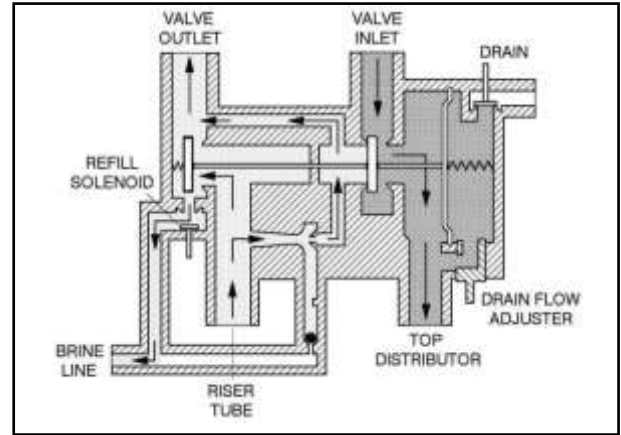 VALVE
OUTLET
VALVE
INLET
DRAIN
REFILL
SOLENOID
DRAIN FLOW
ADJUSTER
BRINE
LINE
TOP
DISTRIBUTOR
RISER
TUBE